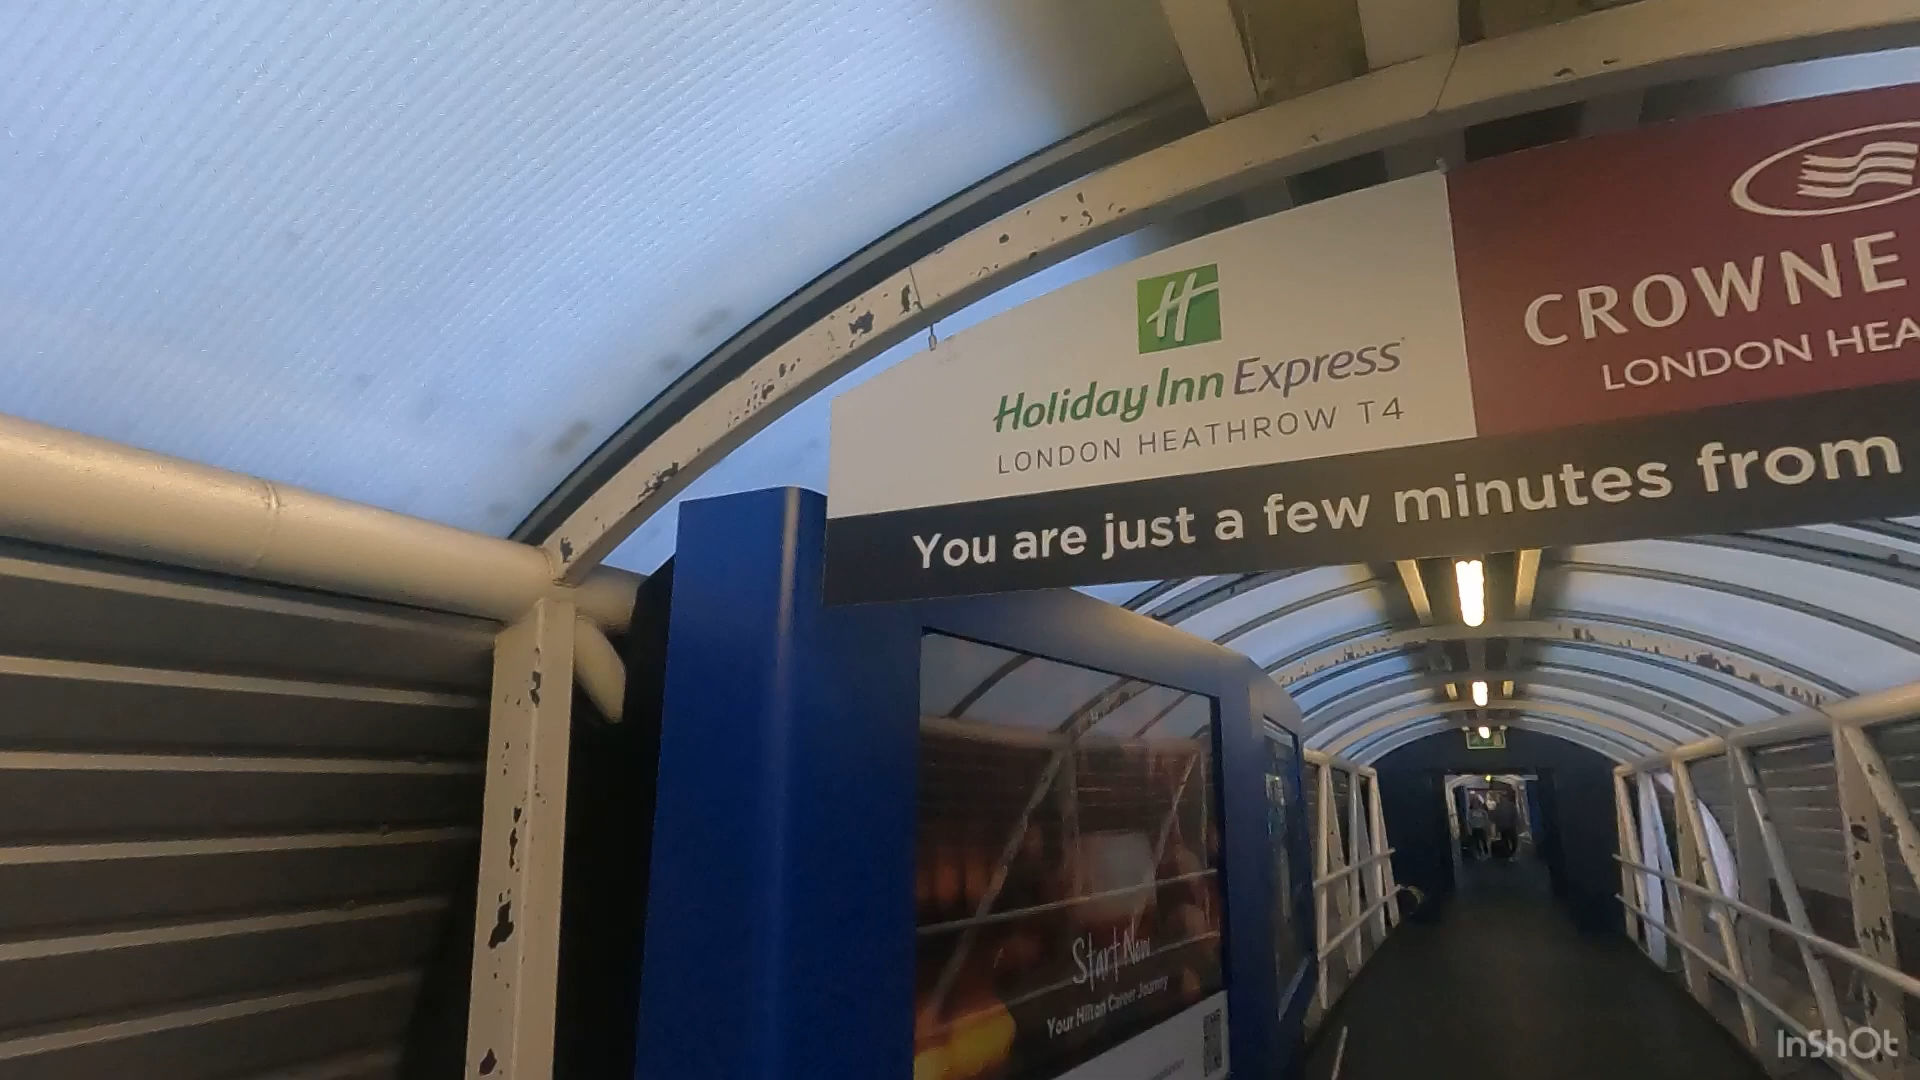 CROWNE
LONDON HEA
Holiday Inn Express
LONDON HEATHROW T4
You are just a few minutes from
Start Now
Your Hilton Career Journey
InShOt